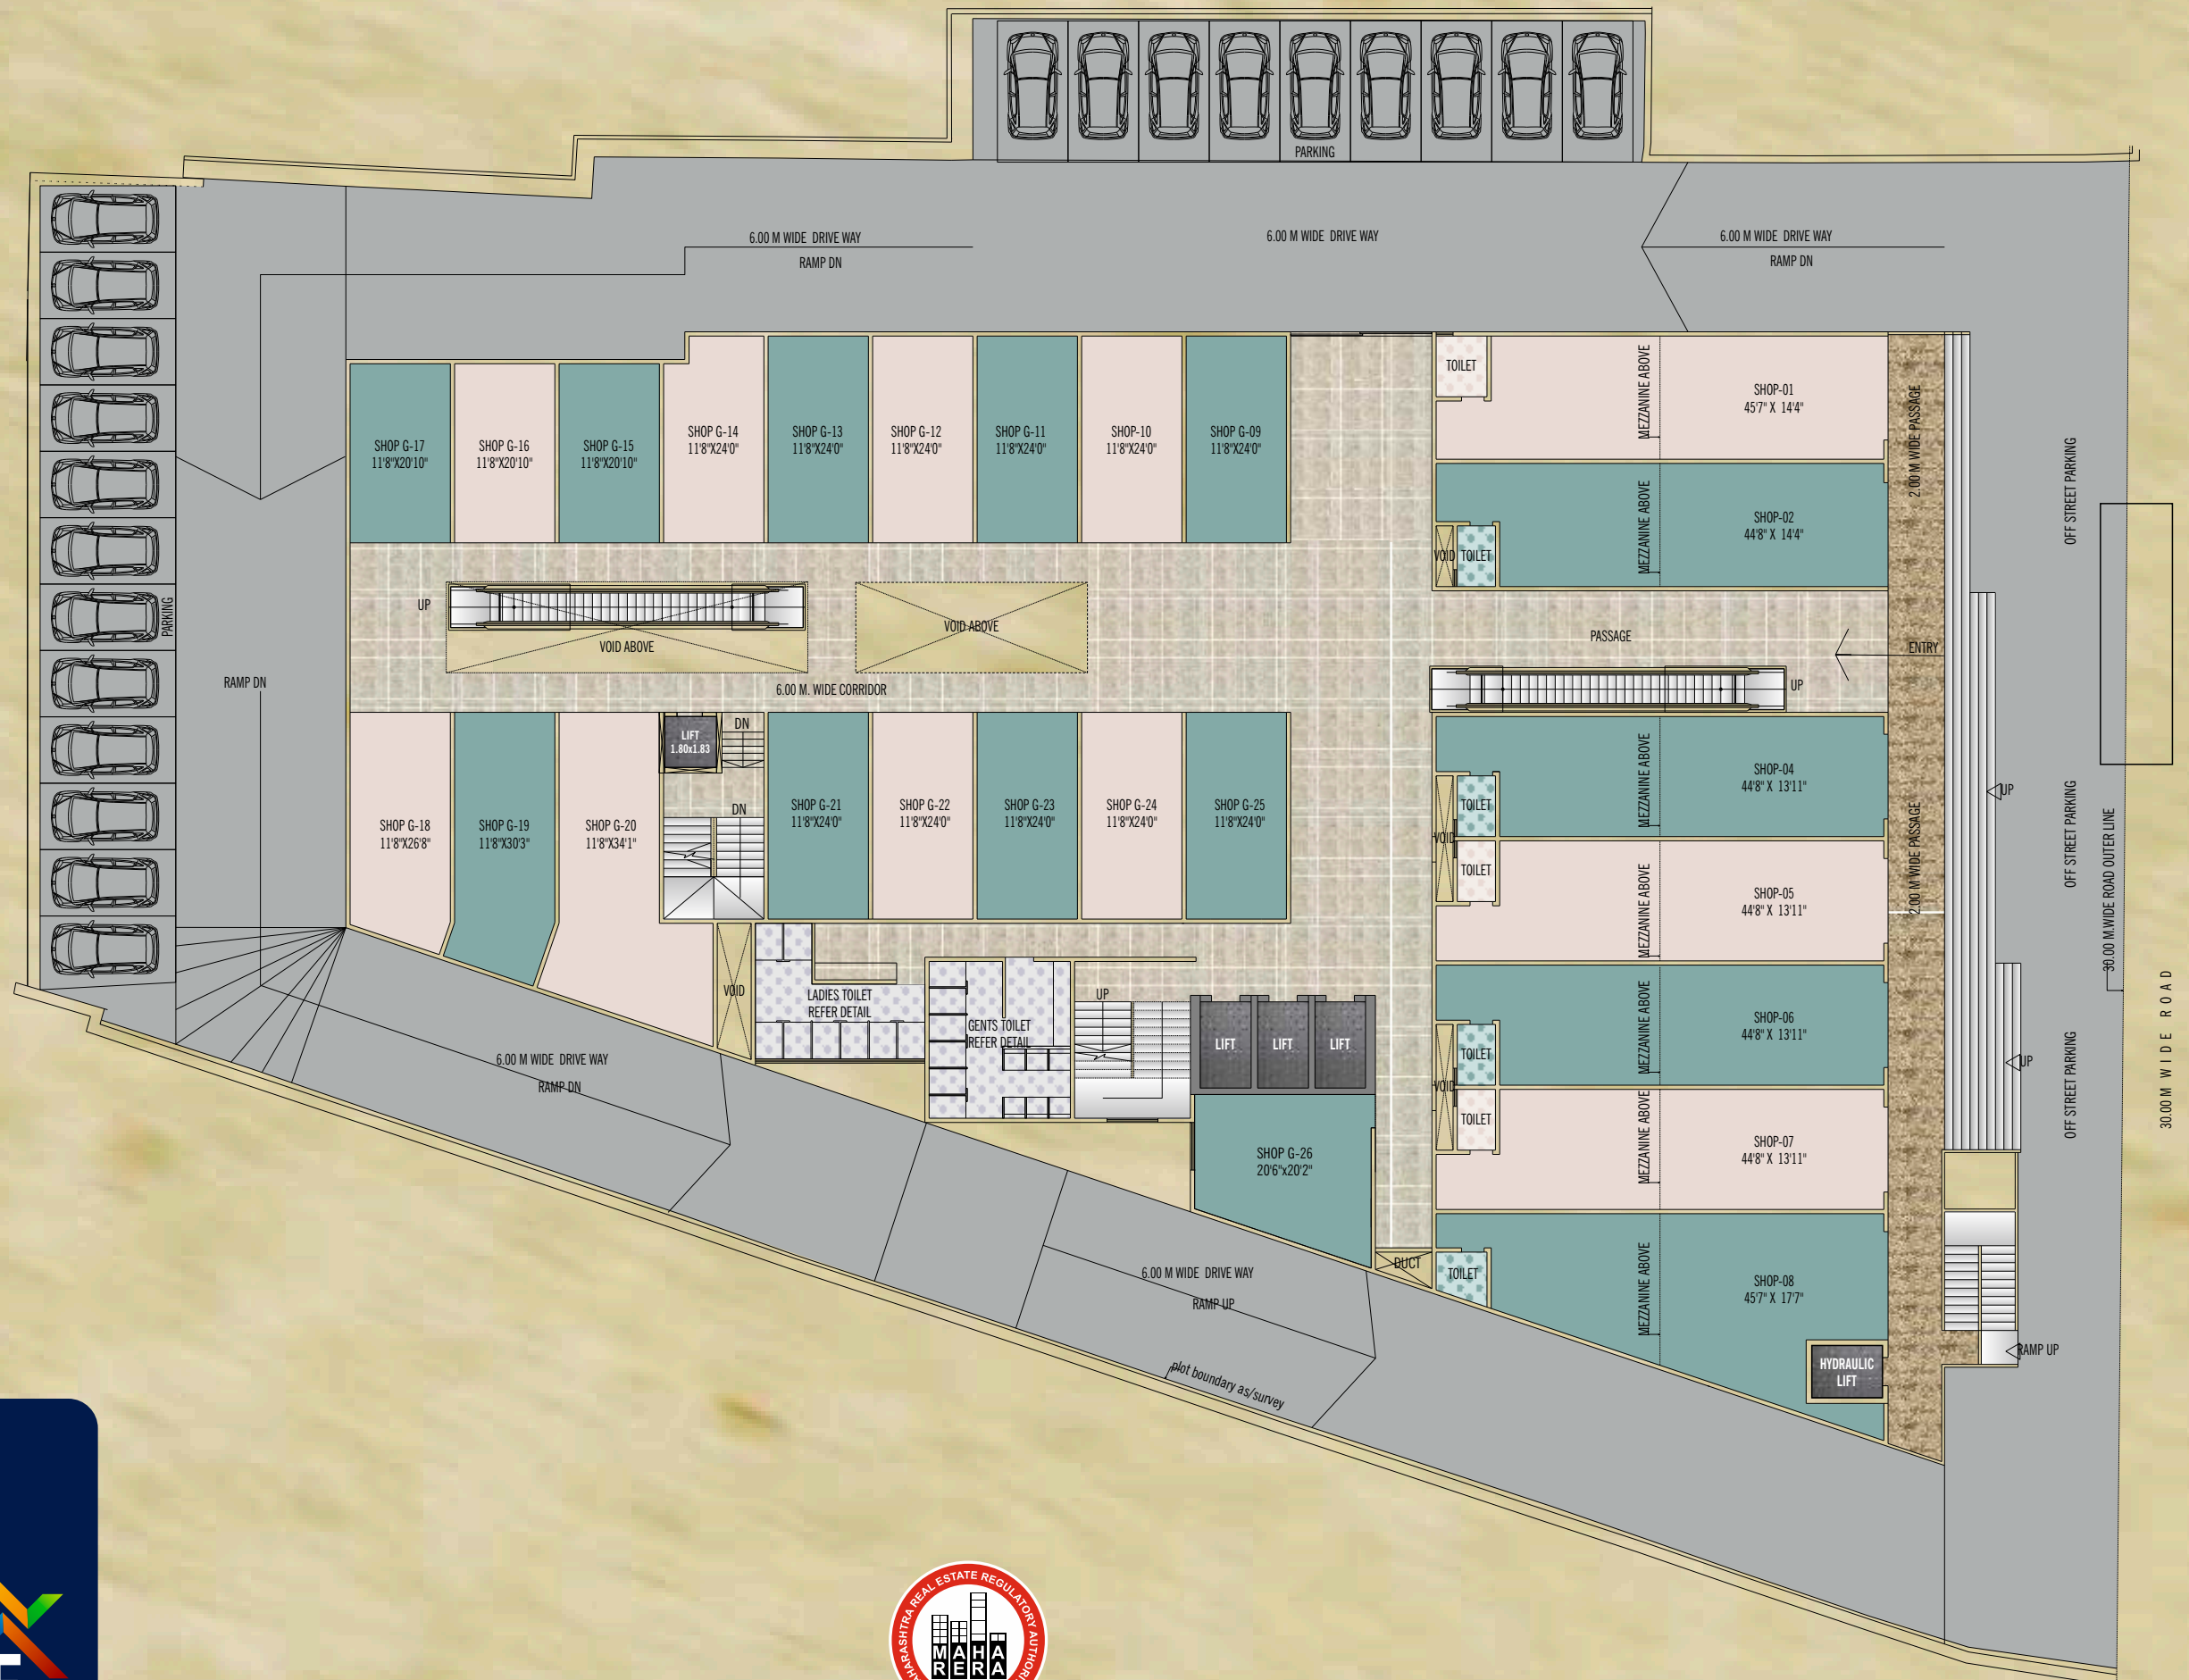 PARKING
6.00 M WIDE DRIVE WAY
RAMP DN
6.00 M WIDE DRIVE WAY
6.00 M WIDE DRIVE WAY
RAMP DN
SHOP G-17
11'8"X20'10"
SHOP G-16
11'8"X20'10"
SHOP G-15
11'8"X20'10"
SHOP G-14
11'8"X24'0"
SHOP G-13
11'8"X24'0"
SHOP G-12
11'8"X24'0"
SHOP G-11
11'8"X24'0"
SHOP-10
11'8"X24'0"
SHOP G-09
11'8"X24'0"
TOILET
MEZZANINE ABOVE
SHOP-01
45'7" X 14'4"
2.00 M WIDE PASSAGE
OFF STREET PARKING
VOID
TOILET
MEZZANINE ABOVE
SHOP-02
44'8" X 14'4"
PARKING
UP
VOID ABOVE
VOID ABOVE
PASSAGE
ENTRY
RAMP DN
6.00 M. WIDE CORRIDOR
UP
LIFT
1.80x1.83
DN
DN
SHOP G-18
11'8"X26'8"
SHOP G-19
11'8"X30'3"
SHOP G-20
11'8"X34'1"
SHOP G-21
11'8"X24'0"
SHOP G-22
11'8"X24'0"
SHOP G-23
11'8"X24'0"
SHOP G-24
11'8"X24'0"
SHOP G-25
11'8"X24'0"
VOID
TOILET
MEZZANINE ABOVE
SHOP-04
44'8" X 13'11"
2.00 M WIDE PASSAGE
UP
OFF STREET PARKING
30.00 M.WIDE ROAD OUTER LINE
TOILET
MEZZANINE ABOVE
SHOP-05
44'8" X 13'11"
VOID
LADIES TOILET
REFER DETAIL
GENTS TOILET
REFER DETAIL
UP
LIFT
LIFT
LIFT
VOID
TOILET
MEZZANINE ABOVE
SHOP-06
44'8" X 13'11"
UP
OFF STREET PARKING
30.00 M WIDE ROAD
6.00 M WIDE DRIVE WAY
RAMP DN
TOILET
MEZZANINE ABOVE
SHOP-07
44'8" X 13'11"
SHOP G-26
20'6"x20'2"
DUCT
TOILET
MEZZANINE ABOVE
SHOP-08
45'7" X 17'7"
6.00 M WIDE DRIVE WAY
RAMP UP
HYDRAULIC
LIFT
RAMP UP
plot boundary as/survey
MAHARASHTRA REAL ESTATE REGULATORY
MAHA
RERA